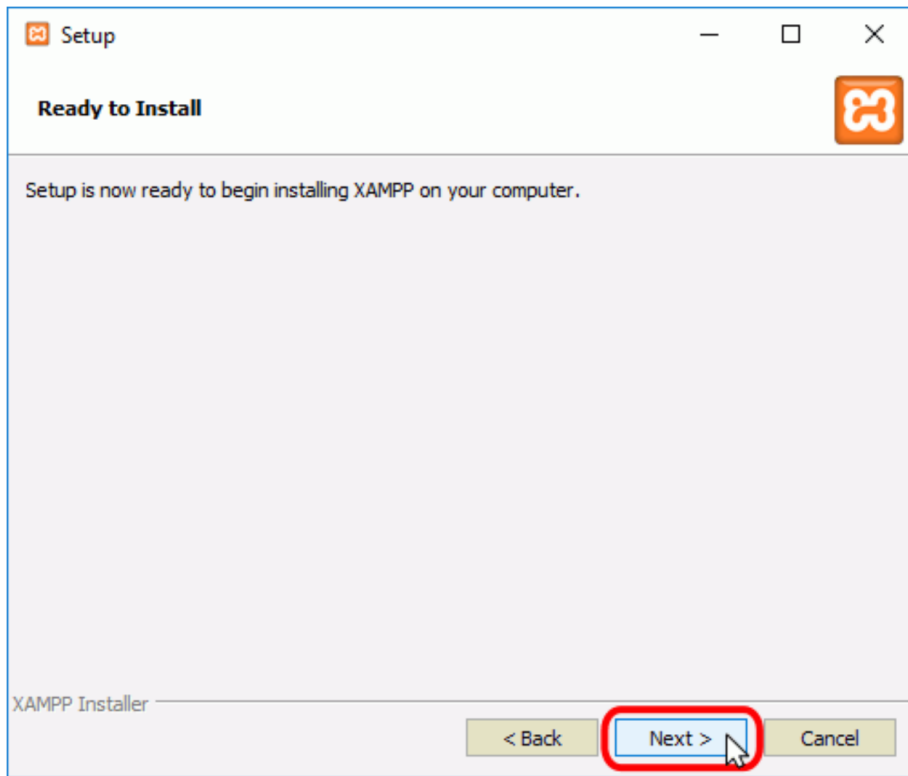 Setup
Ready to Install
Setup is now ready to begin installing XAMPP on your computer.
XAMPP Installer
< Back Next > Cancel